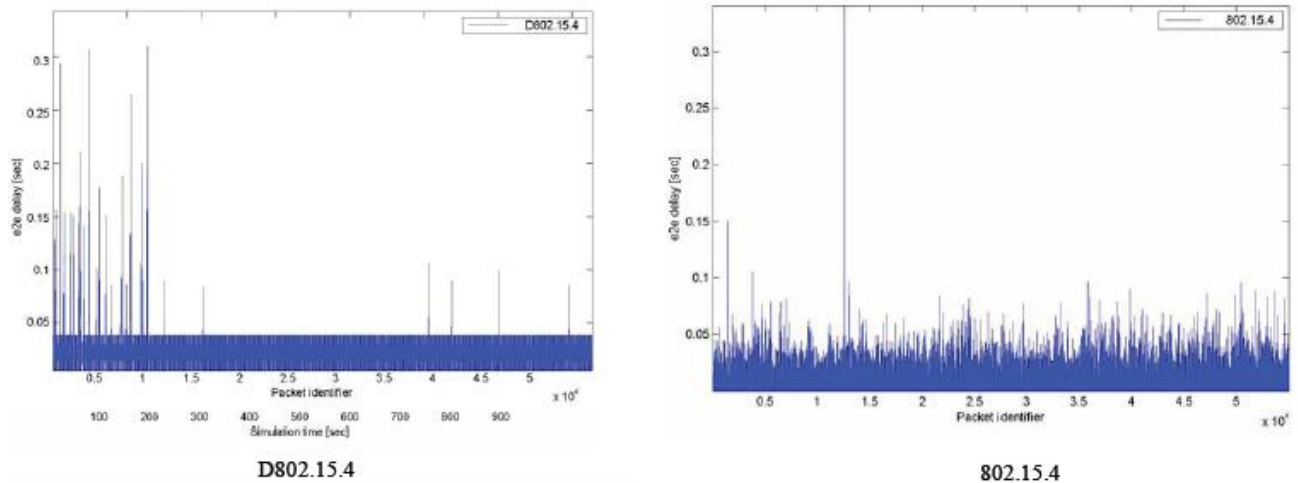 D802.15.4
0.3
0.25
0.2
0.15
0.1
0.05
e2e delay [sec]
0.5 1 1.5 2 2.5 3 3.5 4 4.5 5
Packet identifier
x 10⁴
100 200 300 400 500 600 700 800 900
Simulation time [sec]
D802.15.4
802.15.4
0.3
0.25
0.2
0.15
0.1
0.05
e2e delay [sec]
0.5 1 1.5 2 2.5 3 3.5 4 4.5 5
Packet identifier
x 10⁴
802.15.4